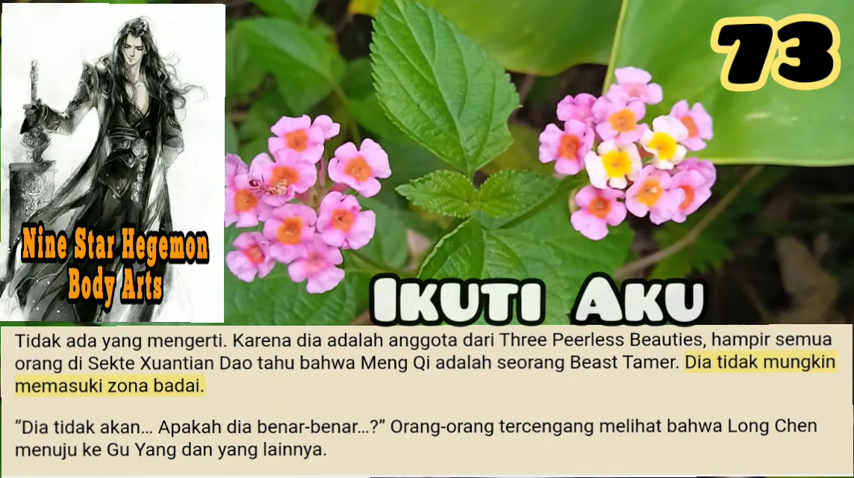 73
Nine Star Hegemon
Body Arts
Ikuti Aku
Tidak ada yang mengerti. Karena dia adalah anggota dari Three Peerless Beauties, hampir semua
orang di Sekte Xuantian Dao tahu bahwa Meng Qi adalah seorang Beast Tamer. Dia tidak mungkin
memasuki zona badai.
“Dia tidak akan… Apakah dia benar-benar…?” Orang-orang tercengang melihat bahwa Long Chen
menuju ke Gu Yang dan yang lainnya.